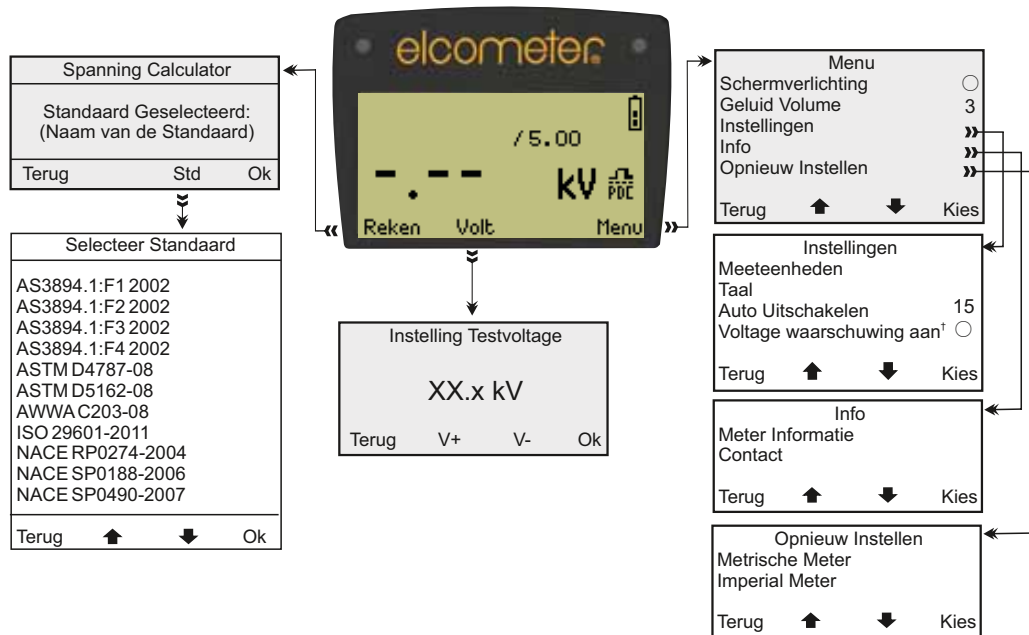 elcometer®
/5.00
-.-- kV PDC
Reken Volt Menu
Spanning Calculator
Standaard Geselecteerd:
(Naam van de Standaard)
Terug Std Ok
Selecteer Standaard
AS3894.1:F1 2002
AS3894.1:F2 2002
AS3894.1:F3 2002
AS3894.1:F4 2002
ASTM D4787-08
ASTM D5162-08
AWWA C203-08
ISO 29601-2011
NACE RP0274-2004
NACE SP0188-2006
NACE SP0490-2007
Terug Ok
Instelling Testvoltage
XX.x kV
Terug V+ V- Ok
Menu
Schermverlichting
Geluid Volume 3
Instellingen
Info
Opnieuw Instellen
Terug Kies
Instellingen
Meeteenheden
Taal
Auto Uitschakelen 15
Voltage waarschuwing aan†
Terug Kies
Info
Meter Informatie
Contact
Terug Kies
Opnieuw Instellen
Metrische Meter
Imperial Meter
Terug Kies